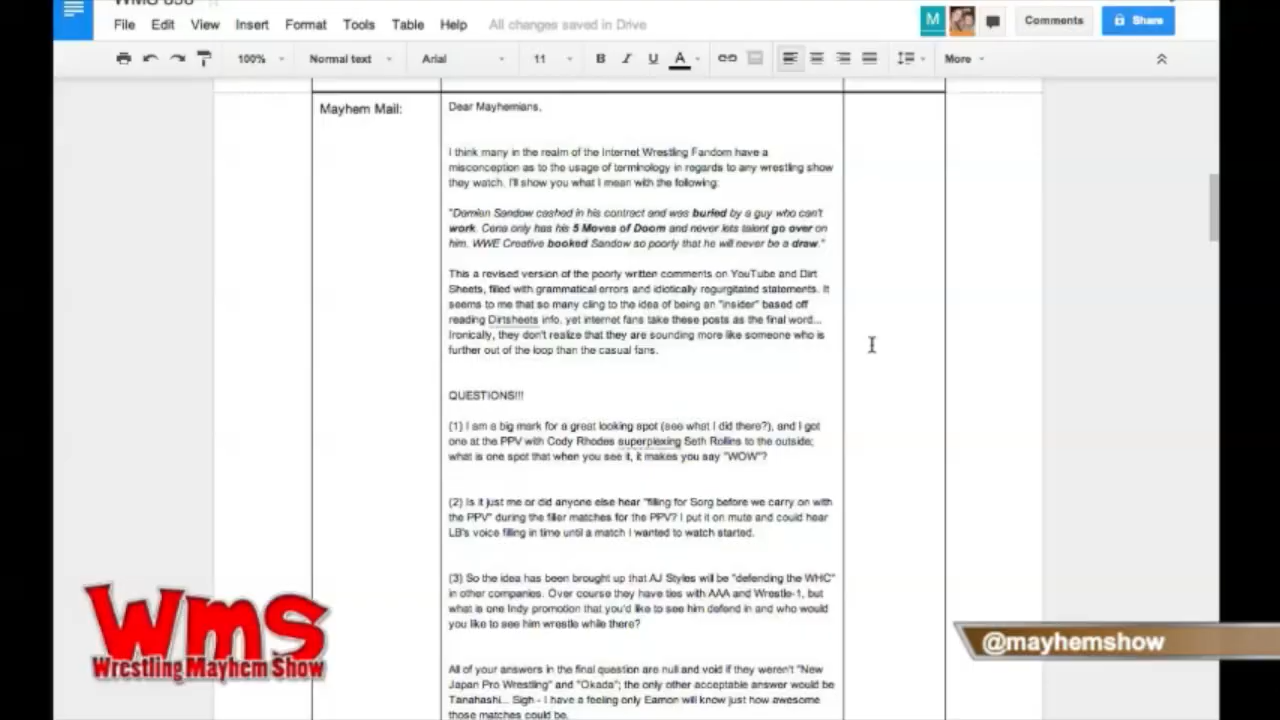 File Edit View Insert Format Tools Table Help All changes saved in Drive
M Comments Share
100% Normal text Arial 11 B I U A More
Mayhem Mail:
Dear Mayhemians,
I think many in the realm of the Internet Wrestling Fandom have a
misconception as to the usage of terminology in regards to any wrestling show
they watch. I'll show you what I mean with the following:
"Damian Sandow cashed in his contract and was buried by a guy who can't
work. Cena only has his 5 Moves of Doom and never lets talent go over on
him. WWE Creative booked Sandow so poorly that he will never be a draw."
This a revised version of the poorly written comments on YouTube and Dirt
Sheets, filled with grammatical errors and idiotically regurgitated statements. It
seems to me that so many cling to the idea of being an "insider" based off
reading Dirtsheets info, yet internet fans take these posts as the final word...
Ironically, they don't realize that they are sounding more like someone who is
further out of the loop than the casual fans.
QUESTIONS!!!
(1) I am a big mark for a great looking spot (see what I did there?), and I got
one at the PPV with Cody Rhodes superplexing Seth Rollins to the outside;
what is one spot that when you see it, it makes you say "WOW"?
(2) Is it just me or did anyone else hear "filling for Sorg before we carry on with
the PPV" during the filler matches for the PPV? I put it on mute and could hear
LB's voice filling in time until a match I wanted to watch started.
(3) So the idea has been brought up that AJ Styles will be "defending the WHC"
in other companies. Over course they have ties with AAA and Wrestle-1, but
what is one Indy promotion that you'd like to see him defend in and who would
you like to see him wrestle while there?
All of your answers in the final question are null and void if they weren't "New
Japan Pro Wrestling" and "Okada"; the only other acceptable answer would be
Tanahashi... Sigh - I have a feeling only Eamon will know just how awesome
those matches could be.
wms
Wrestling Mayhem Show
@mayhemshow